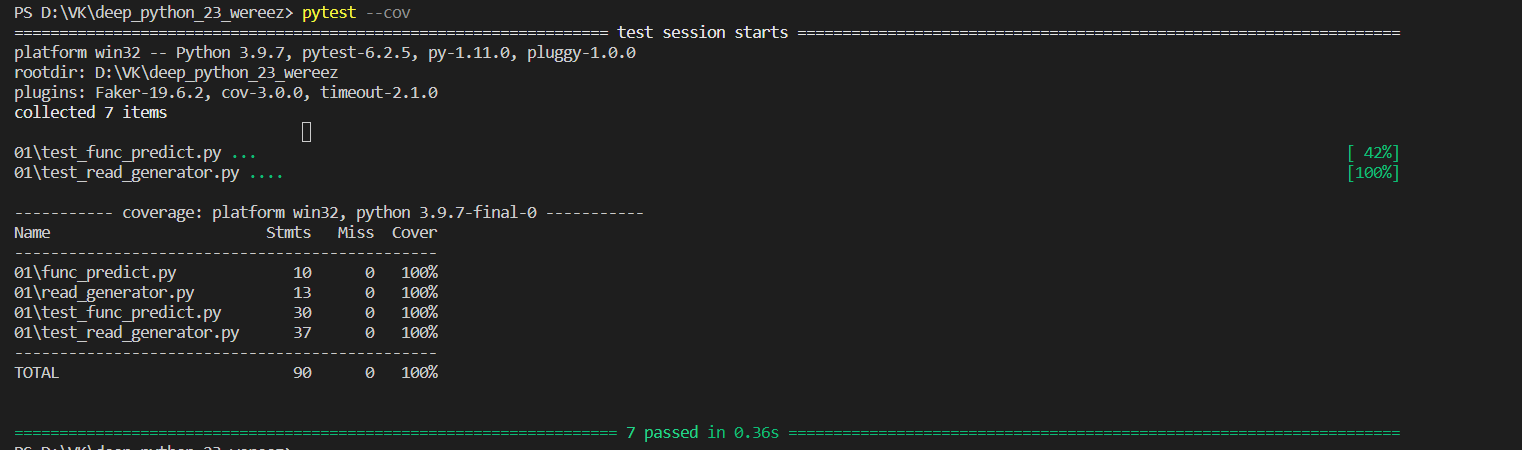 PS D:\VK\deep_python_23_wereez> pytest --cov
============================================================================= test session starts =============================================================================
platform win32 -- Python 3.9.7, pytest-6.2.5, py-1.11.0, pluggy-1.0.0
rootdir: D:\VK\deep_python_23_wereez
plugins: Faker-19.6.2, cov-3.0.0, timeout-2.1.0
collected 7 items
01\test_func_predict.py ... [ 42%]
01\test_read_generator.py .... [100%]
----------- coverage: platform win32, python 3.9.7-final-0 -----------
Name Stmts Miss Cover
-----------------------------------------------
01\func_predict.py 10 0 100%
01\read_generator.py 13 0 100%
01\test_func_predict.py 30 0 100%
01\test_read_generator.py 37 0 100%
-----------------------------------------------
TOTAL 90 0 100%
============================================================================== 7 passed in 0.36s ==============================================================================
PS D:\VK\deep_python_23_wereez>